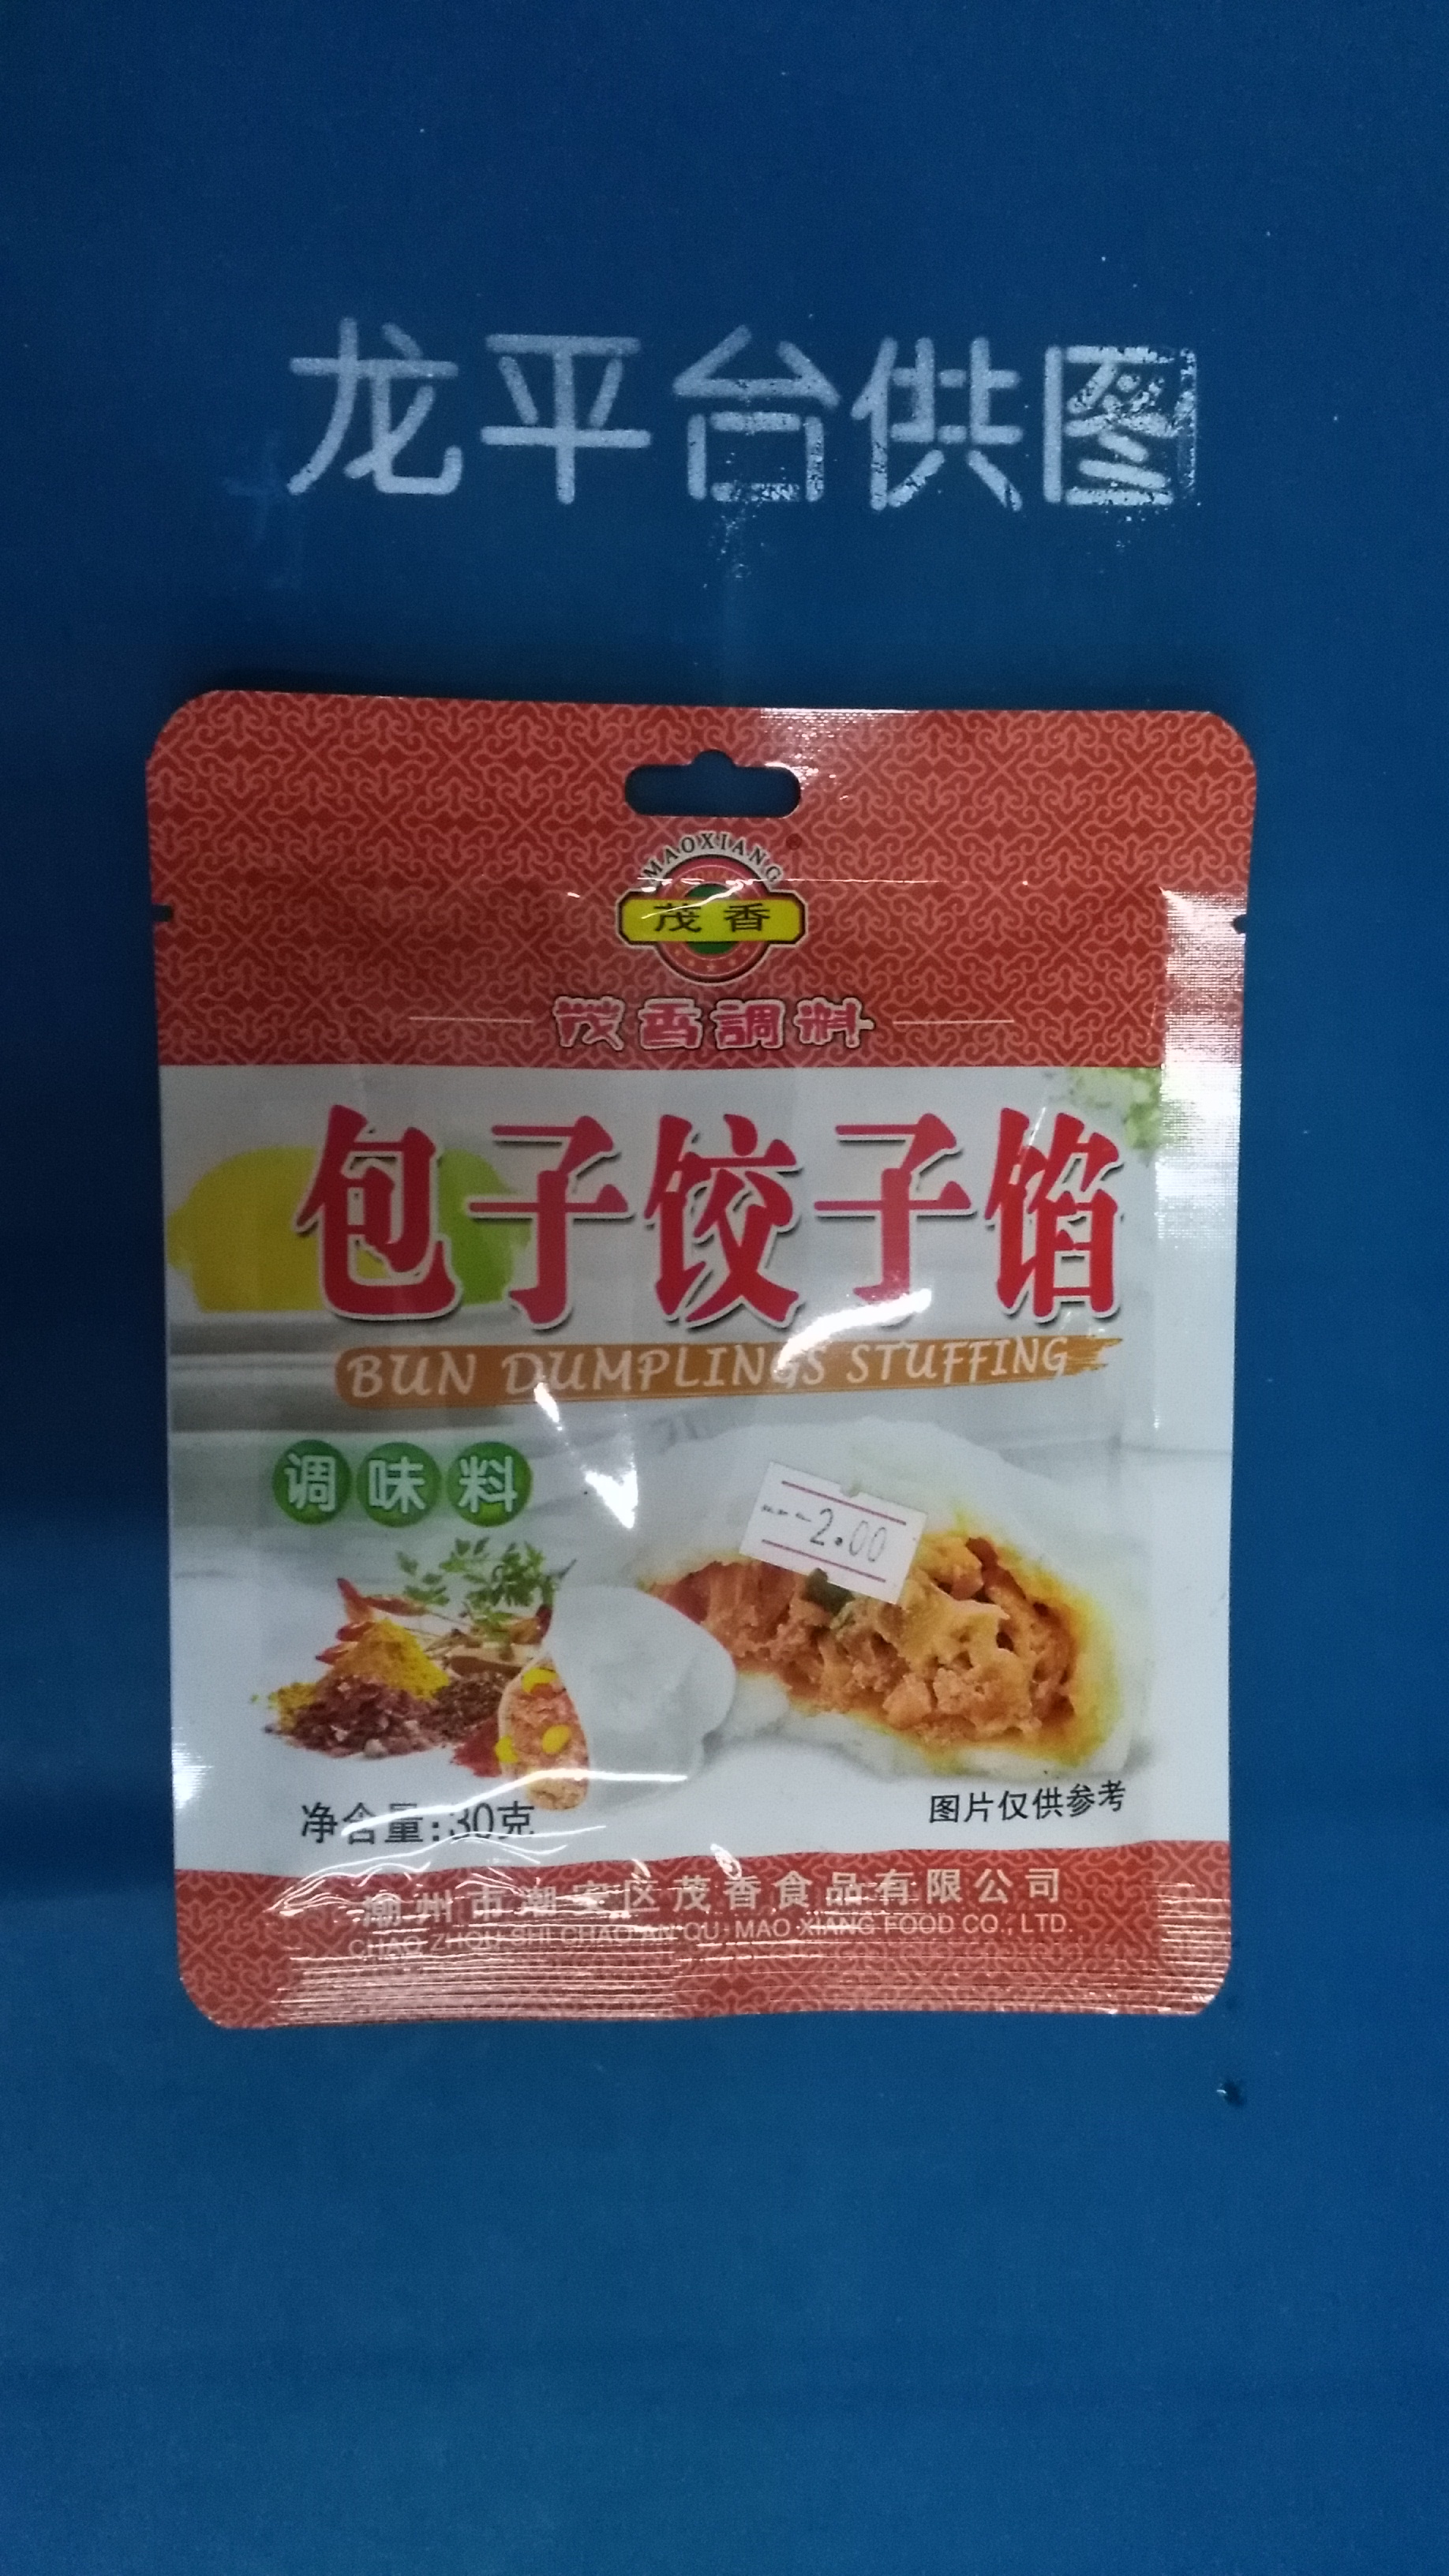 龙平台供图
MAOXIANG®
茂香
茂香調料
包子饺子馅
BUN DUMPLINGS STUFFING
调味料
---2.00
净含量:30克
图片仅供参考
潮州市潮安区茂香食品有限公司
CHAO ZHOU SHI CHAO AN QU MAO XIANG FOOD CO., LTD.